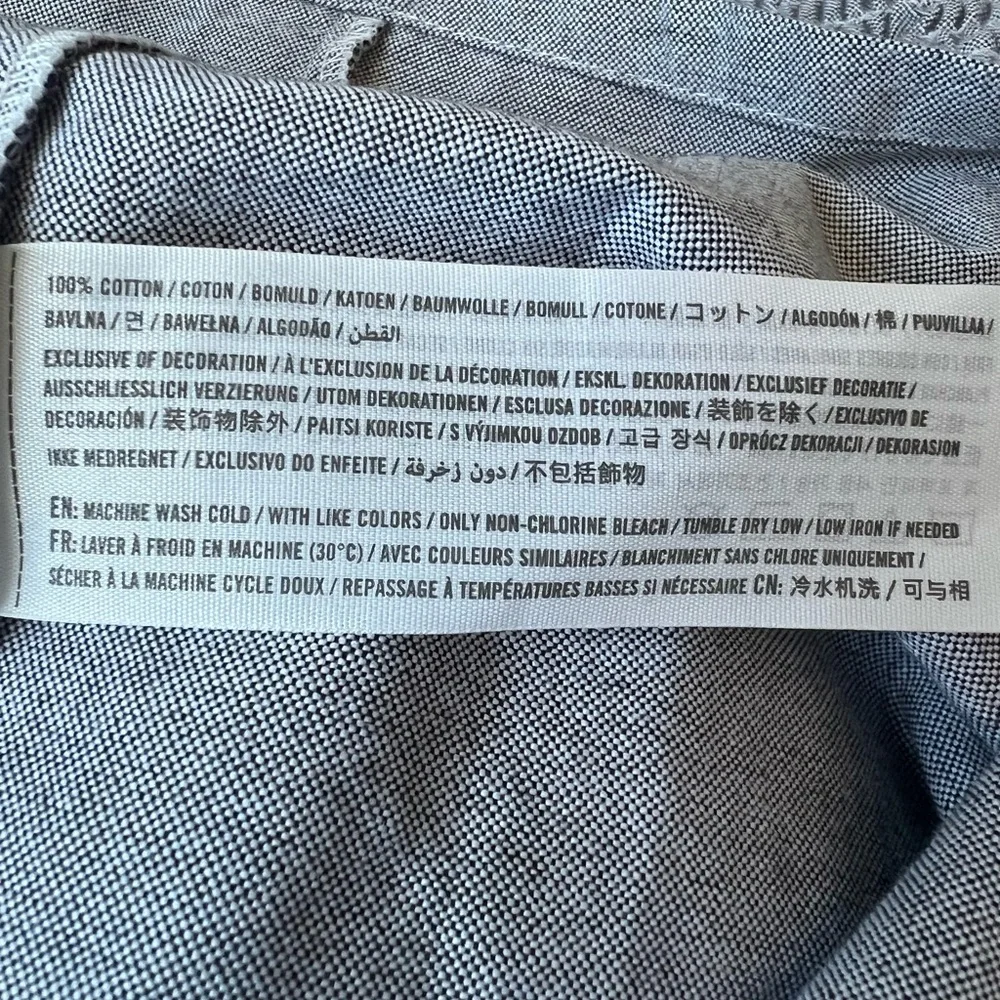 100% COTTON / COTON / BOMULD / KATOEN / BAUMWOLLE / BOMULL / COTONE / コットン / ALGODÓN / 棉 / PUUVILLAA /
BAVLNA / 면 / BAWEŁNA / ALGODÃO / القطن
EXCLUSIVE OF DECORATION / À L'EXCLUSION DE LA DÉCORATION / EKSKL. DEKORATION / EXCLUSIEF DECORATIE /
AUSSCHLIESSLICH VERZIERUNG / UTOM DEKORATIONEN / ESCLUSA DECORAZIONE / 装飾を除く / EXCLUSIVO DE
DECORACIÓN / 装饰物除外 / PAITSI KORISTE / S VÝJIMKOU OZDOB / 고급 장식 / OPRÓCZ DEKORACJI / DEKORASJON
IKKE MEDREGNET / EXCLUSIVO DO ENFEITE / دون زخرفة / 不包括飾物
EN: MACHINE WASH COLD / WITH LIKE COLORS / ONLY NON-CHLORINE BLEACH / TUMBLE DRY LOW / LOW IRON IF NEEDED
FR: LAVER À FROID EN MACHINE (30°C) / AVEC COULEURS SIMILAIRES / BLANCHIMENT SANS CHLORE UNIQUEMENT /
SÉCHER À LA MACHINE CYCLE DOUX / REPASSAGE À TEMPÉRATURES BASSES SI NÉCESSAIRE CN: 冷水机洗 / 可与相